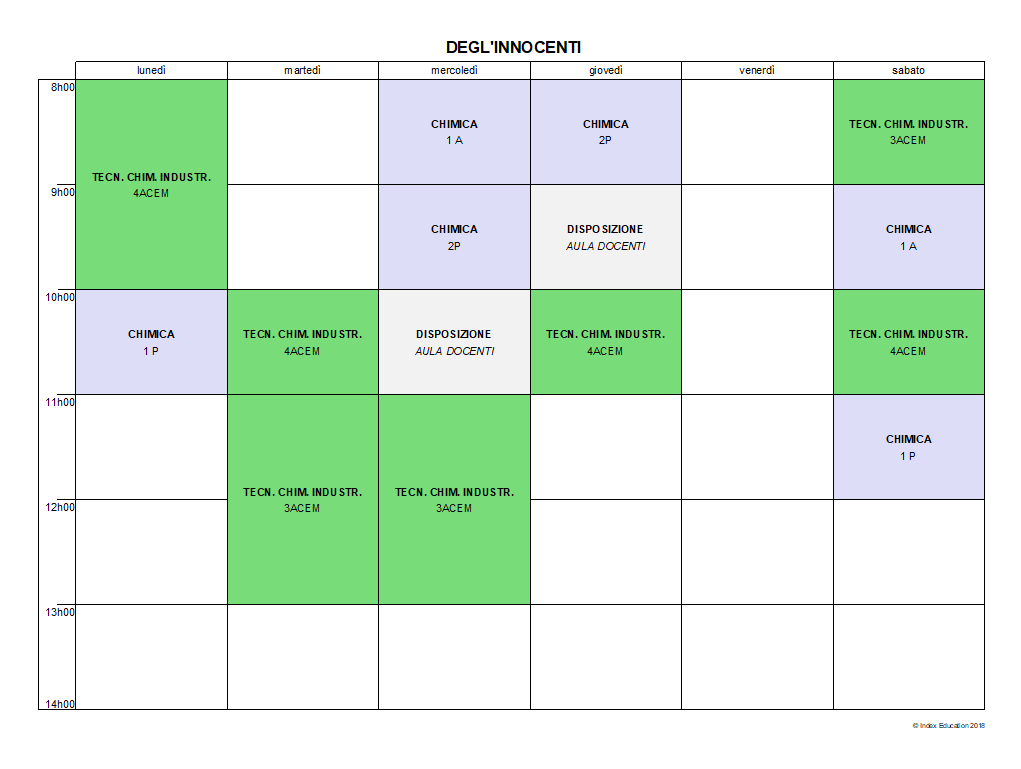 DEGL'INNOCENTI
lunedì martedì mercoledì giovedì venerdì sabato
8h00
CHIMICA CHIMICA TECN. CHIM. INDUSTR.
1 A 2P 3ACEM
TECN. CHIM. INDUSTR.
4ACEM
9h00
CHIMICA DISPOSIZIONE CHIMICA
2P AULA DOCENTI 1 A
10h00
CHIMICA TECN. CHIM. INDUSTR. DISPOSIZIONE TECN. CHIM. INDUSTR. TECN. CHIM. INDUSTR.
1 P 4ACEM AULA DOCENTI 4ACEM 4ACEM
11h00
CHIMICA
1 P
TECN. CHIM. INDUSTR. TECN. CHIM. INDUSTR.
3ACEM 3ACEM
12h00
13h00
14h00
© Index Education 2018